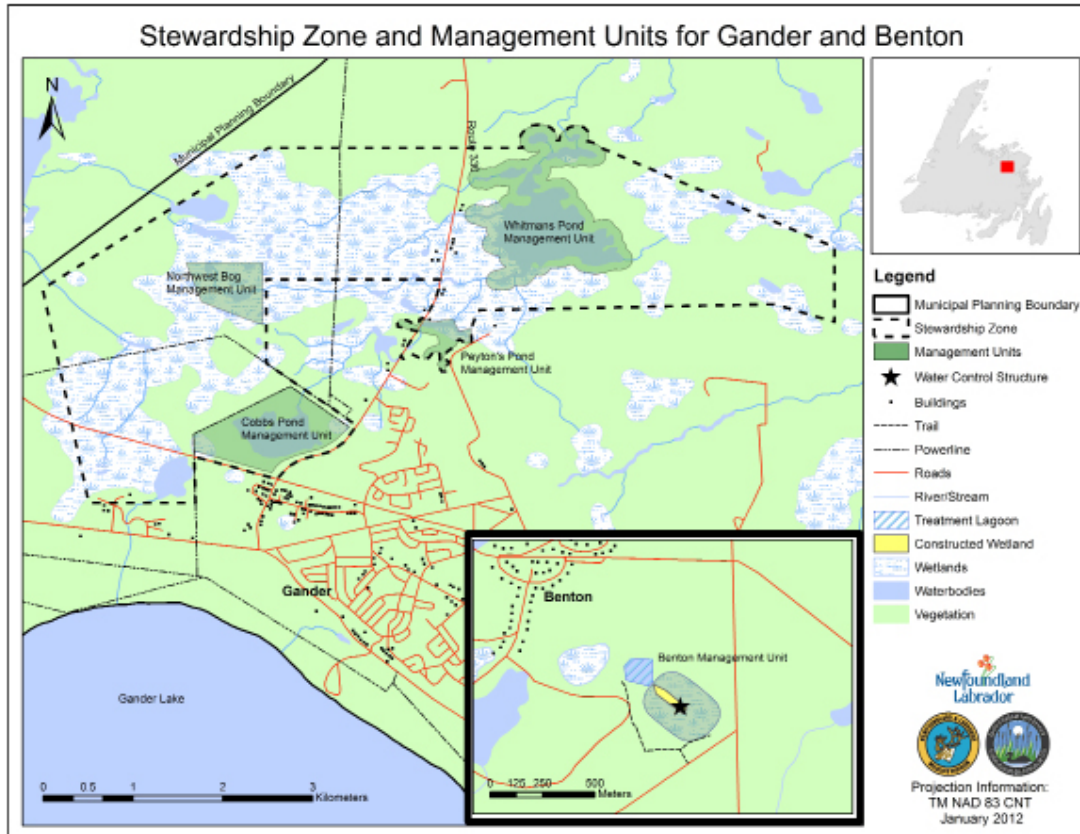 Stewardship Zone and Management Units for Gander and Benton
N
Municipal Planning Boundary
Route 330
Whitmans Pond
Management Unit
Northwest Bog
Management Unit
Peyton's Pond
Management Unit
Cobbs Pond
Management Unit
Gander
Gander Lake
0 0.5 1 2 3
Kilometers
Benton
Benton Management Unit
0 125 250 500
Meters
Legend
Municipal Planning Boundary
Stewardship Zone
Management Units
Water Control Structure
Buildings
Trail
Powerline
Roads
River/Stream
Treatment Lagoon
Constructed Wetland
Wetlands
Waterbodies
Vegetation
Newfoundland
Labrador
Projection Information:
TM NAD 83 CNT
January 2012